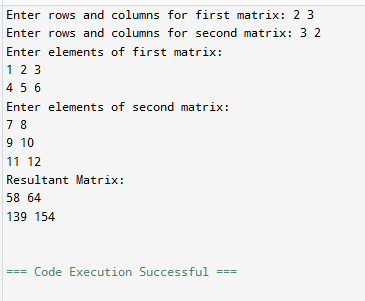 Enter rows and columns for first matrix: 2 3
Enter rows and columns for second matrix: 3 2
Enter elements of first matrix:
1 2 3
4 5 6
Enter elements of second matrix:
7 8
9 10
11 12
Resultant Matrix:
58 64
139 154
=== Code Execution Successful ===